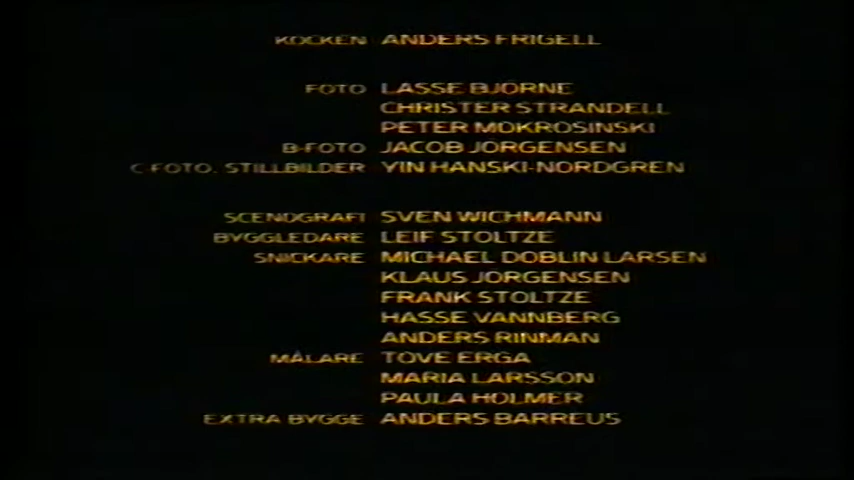 KOCKEN ANDERS FRIGELL
FOTO LASSE BJÖRNE
CHRISTER STRANDELL
PETER MOKROSINSKI
B-FOTO JACOB JÖRGENSEN
C-FOTO, STILLBILDER YIN HANSKI-NORDGREN
SCENOGRAFI SVEN WICHMANN
BYGGLEDARE LEIF STOLTZE
SNICKARE MICHAEL DOBLIN LARSEN
KLAUS JÖRGENSEN
FRANK STOLTZE
HASSE VANNBERG
ANDERS RINMAN
MÅLARE TOVE ERGA
MARIA LARSSON
PAULA HOLMER
EXTRA BYGGE ANDERS BARREUS